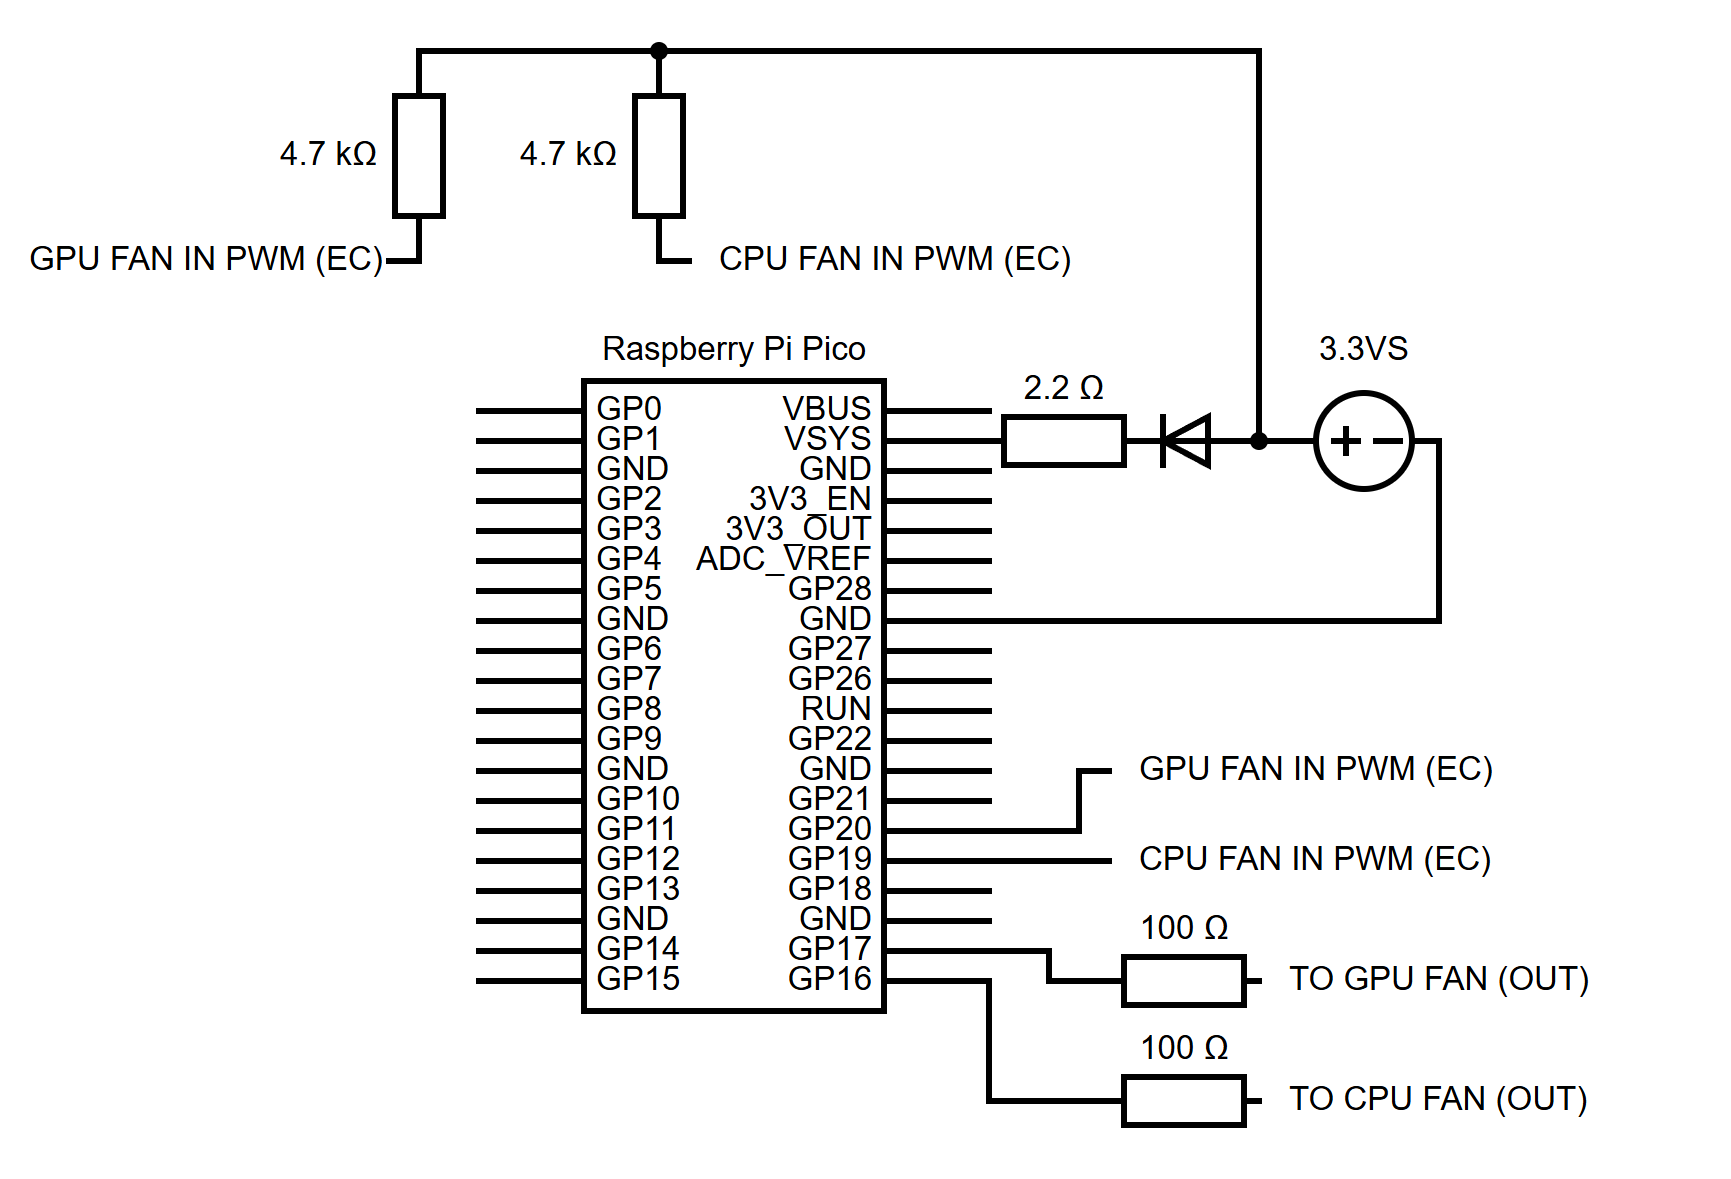 4.7 kΩ
4.7 kΩ
GPU FAN IN PWM (EC)
CPU FAN IN PWM (EC)
Raspberry Pi Pico
3.3VS
2.2 Ω
GP0 VBUS
GP1 VSYS
GND GND
GP2 3V3_EN
GP3 3V3_OUT
GP4 ADC_VREF
GP5 GP28
GND GND
GP6 GP27
GP7 GP26
GP8 RUN
GP9 GP22
GND GND
GP10 GP21
GP11 GP20
GP12 GP19
GP13 GP18
GND GND
GP14 GP17
GP15 GP16
GPU FAN IN PWM (EC)
CPU FAN IN PWM (EC)
100 Ω
TO GPU FAN (OUT)
100 Ω
TO CPU FAN (OUT)